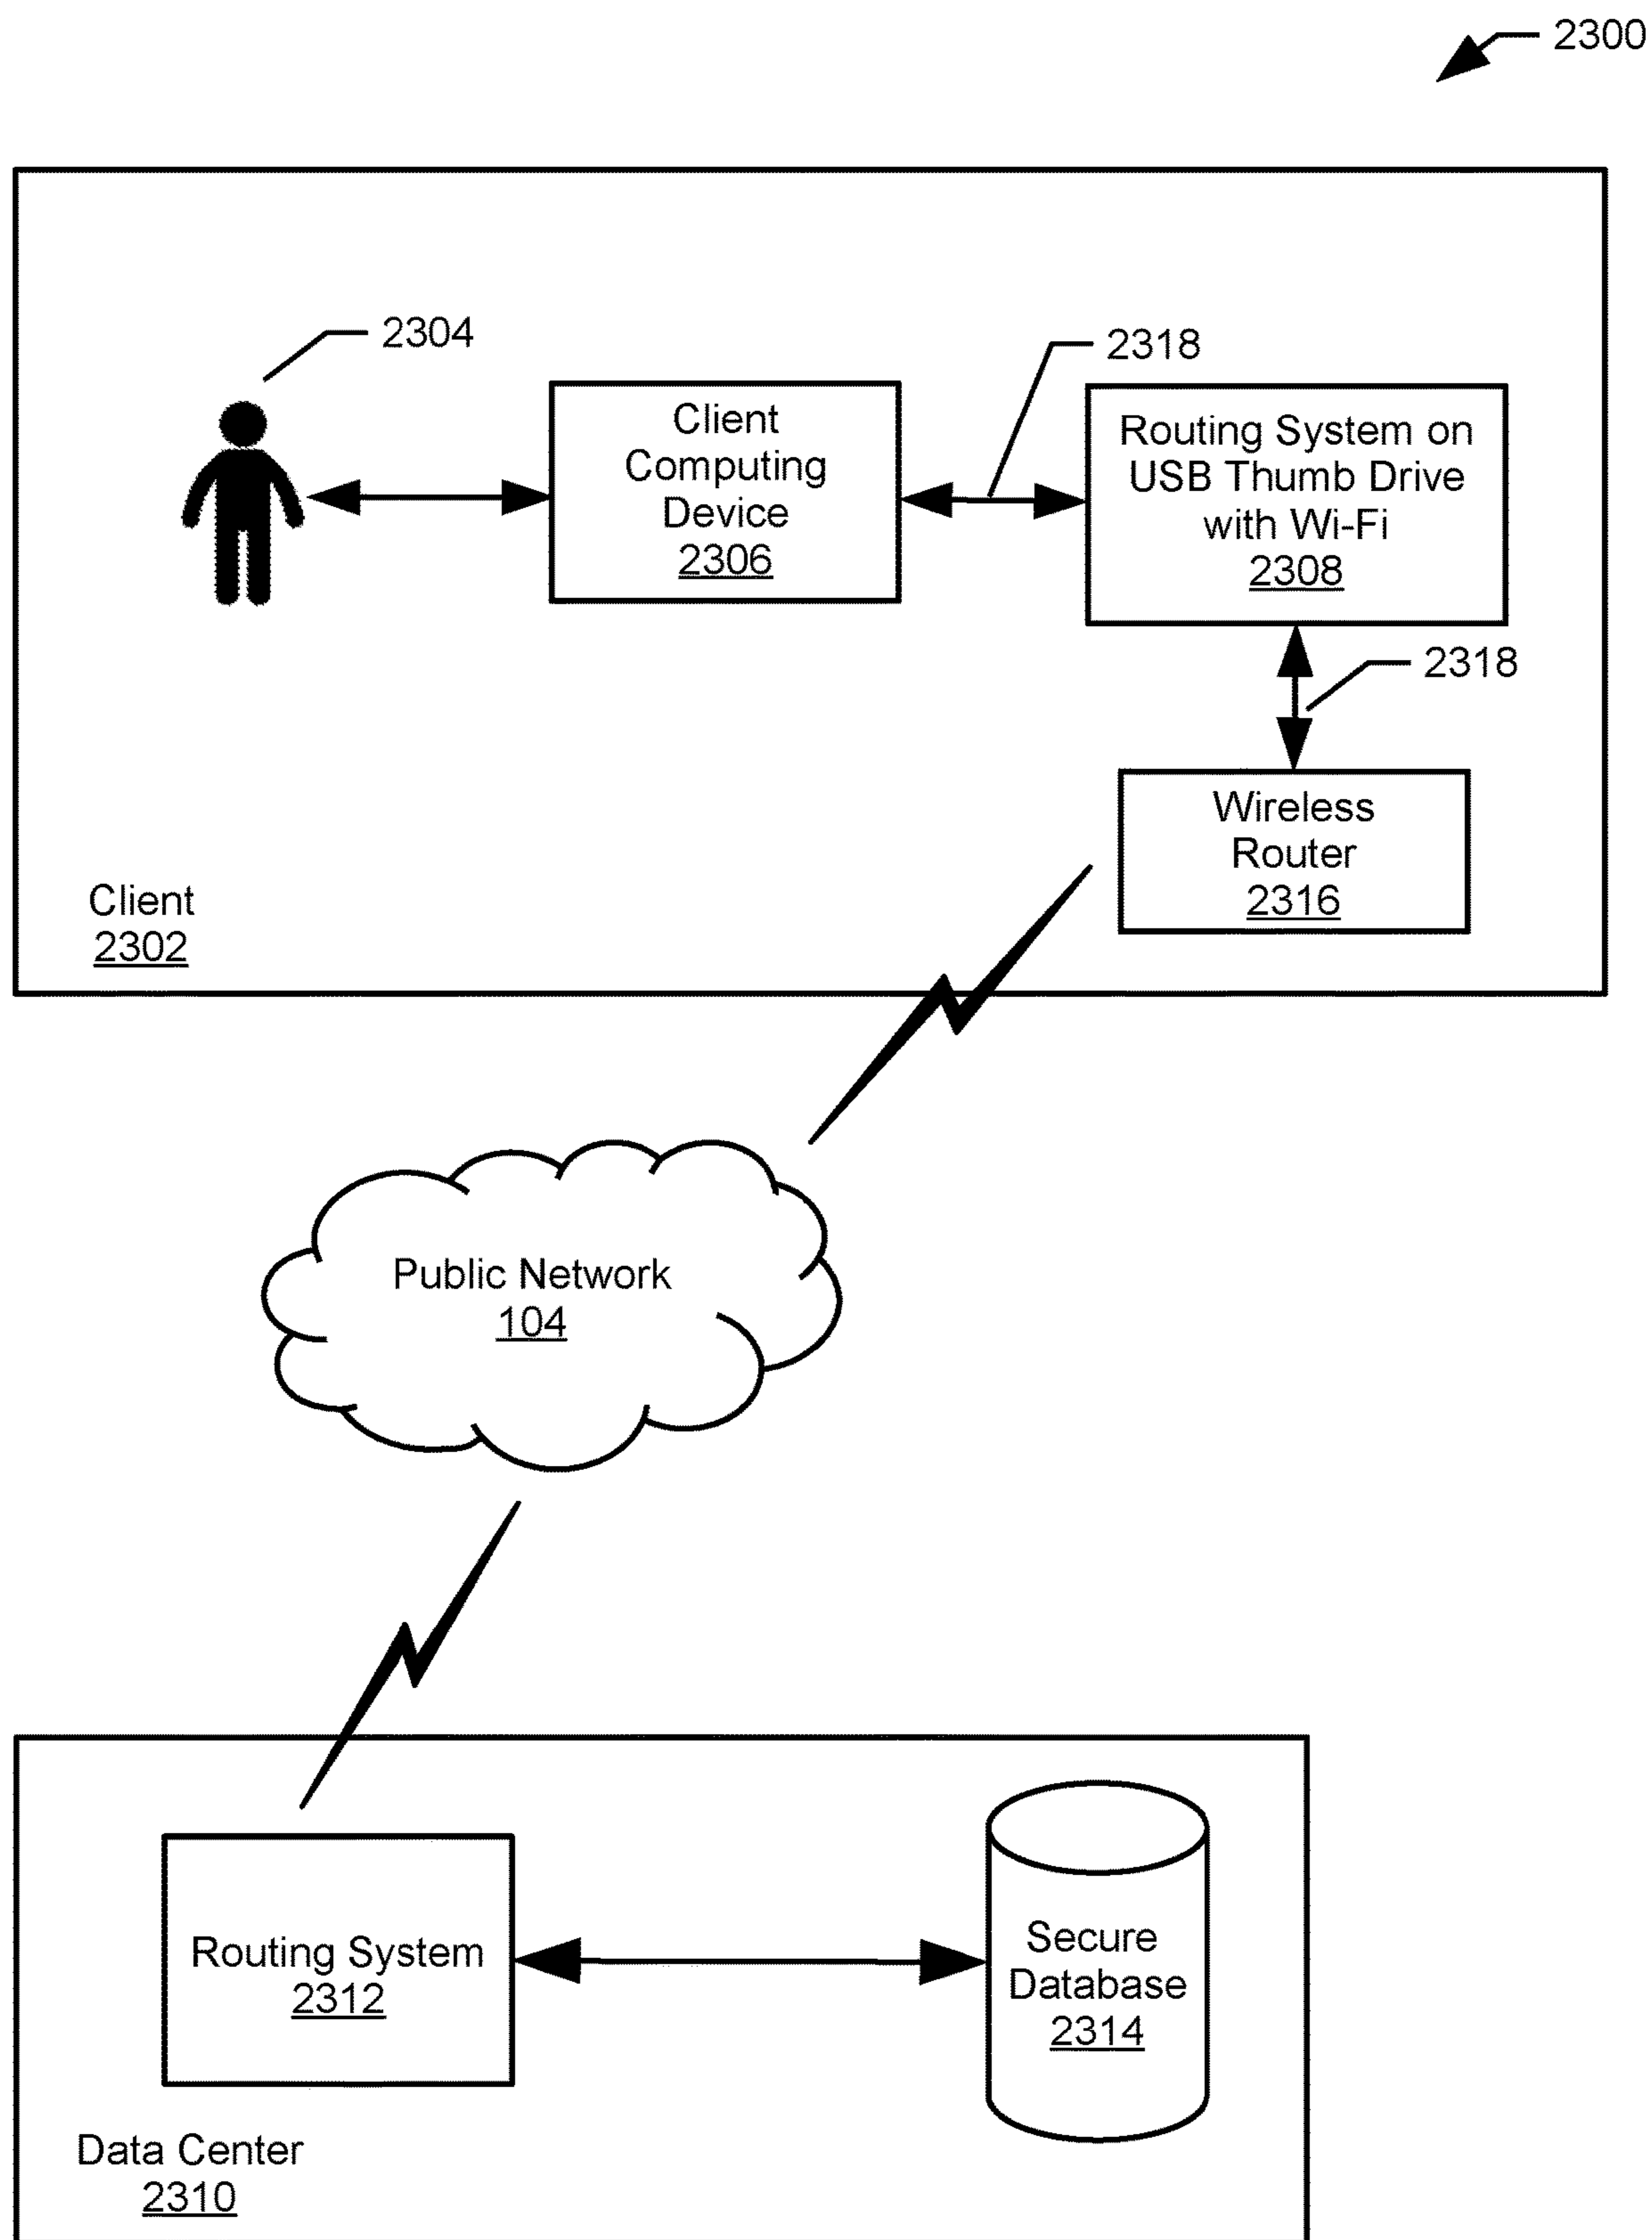 2300
2304
2318
Client
Computing
Device
2306
Routing System on
USB Thumb Drive
with Wi-Fi
2308
2318
Wireless
Router
2316
Client
2302
Public Network
104
Routing System
2312
Secure
Database
2314
Data Center
2310